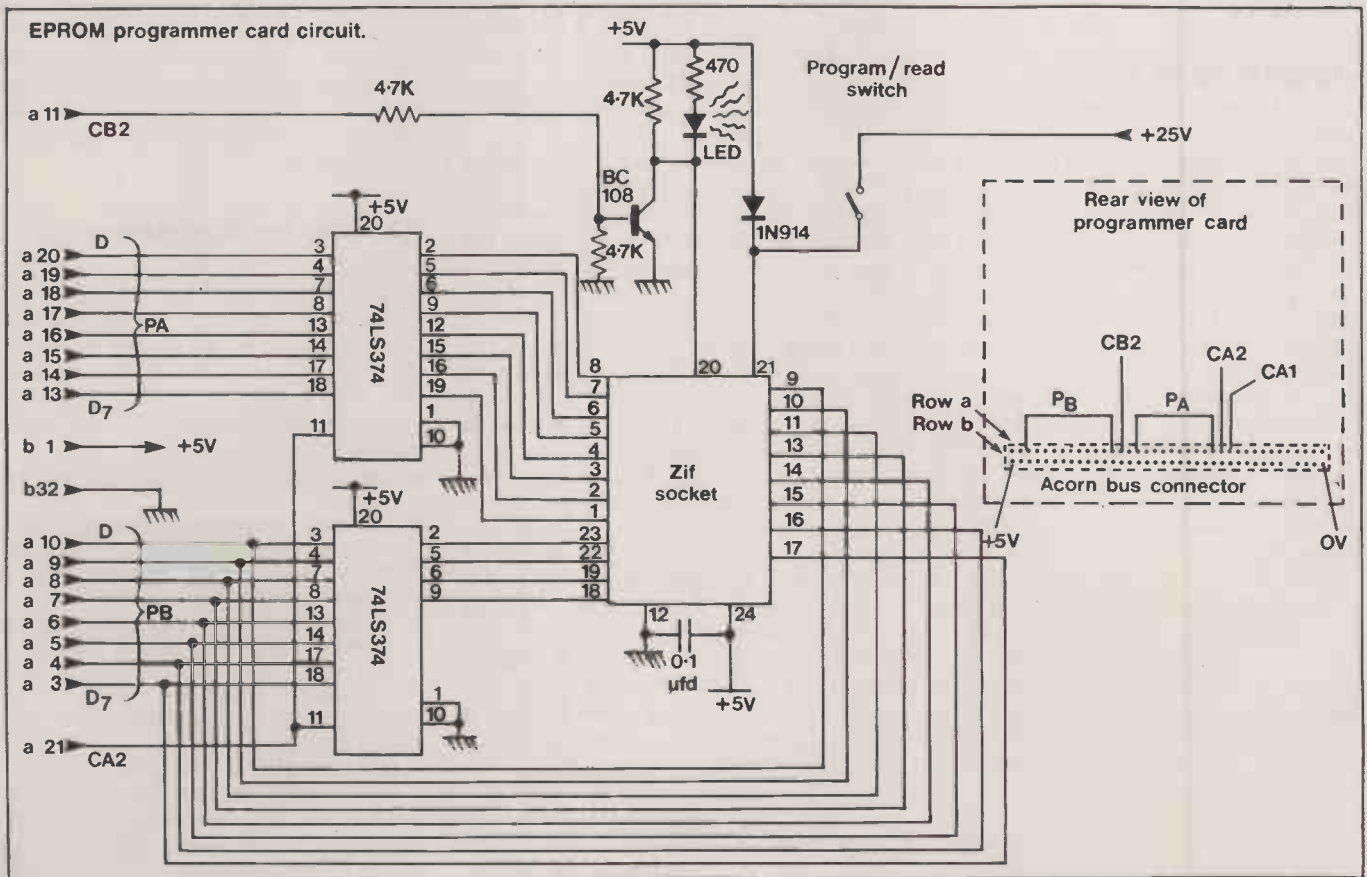 EPROM programmer card circuit.
+5V
470
Program/read
switch
4·7K
4·7K
a 11
CB2
LED
+25V
BC
108
1N914
4·7K
Rear view of
programmer card
CB2
CA2
CA1
PB
PA
Row a
Row b
Acorn bus connector
+5V
OV
+5V
20
D
a 20
a 19
a 18
a 17
a 16
a 15
a 14
a 13
PA
D7
3
4
7
8
13
14
17
18
11
74LS374
2
5
6
9
12
15
16
19
1
10
b 1
+5V
b32
+5V
20
D
a 10
a 9
a 8
a 7
a 6
a 5
a 4
a 3
PB
D7
a 21
CA2
3
4
7
8
13
14
17
18
11
74LS374
2
5
6
9
1
10
8
7
6
5
4
3
2
1
23
22
19
18
20
21
Zif
socket
9
10
11
13
14
15
16
17
12
24
0·1
µfd
+5V